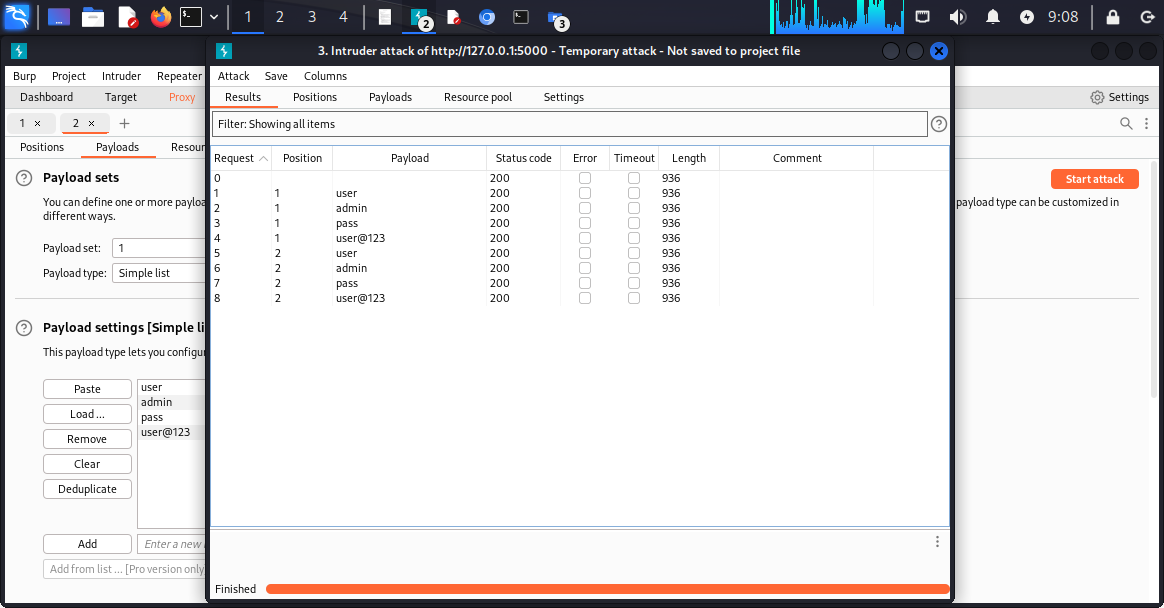 1 2 3 4 2 3 9:08
3. Intruder attack of http://127.0.0.1:5000 - Temporary attack - Not saved to project file
Burp Project Intruder Repeater
Attack Save Columns
Dashboard Target Proxy
Results Positions Payloads Resource pool Settings
Settings
1 × 2 × +
Filter: Showing all items
Positions Payloads Resour
Request Position Payload Status code Error Timeout Length Comment
0 200 936
1 1 user 200 936
2 1 admin 200 936
3 1 pass 200 936
4 1 user@123 200 936
5 2 user 200 936
6 2 admin 200 936
7 2 pass 200 936
8 2 user@123 200 936
Payload sets
Start attack
You can define one or more payloa
payload type can be customized in
different ways.
Payload set: 1
Payload type: Simple list
Payload settings [Simple li
This payload type lets you configur
Paste
Load ...
Remove
Clear
Deduplicate
user
admin
pass
user@123
Add
Enter a new
Add from list ... [Pro version only
Finished